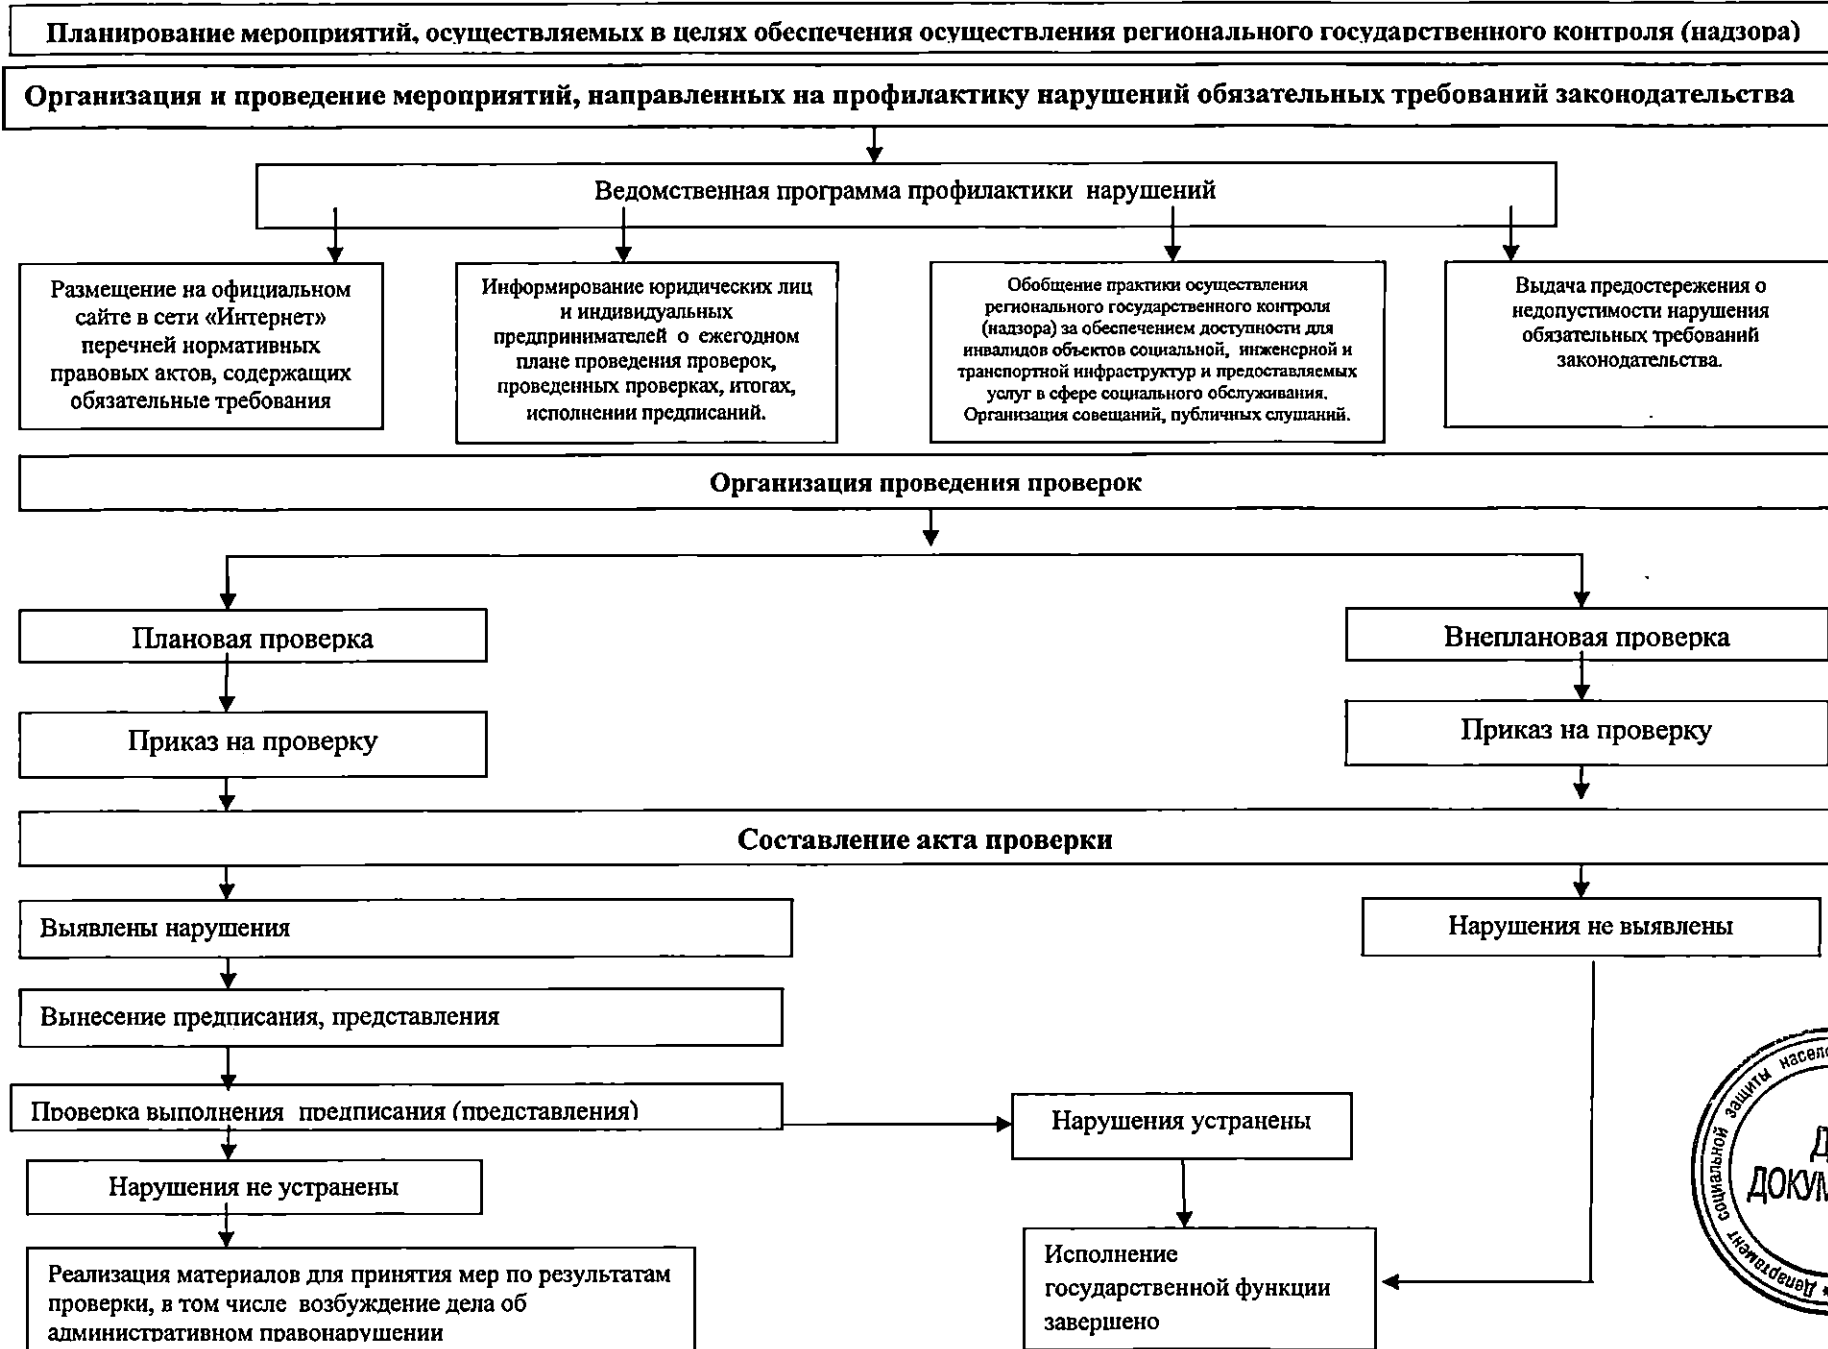 Планирование мероприятий, осуществляемых в целях обеспечения осуществления регионального государственного контроля (надзора)
Организация и проведение мероприятий, направленных на профилактику нарушений обязательных требований законодательства
Ведомственная программа профилактики нарушений
Размещение на официальном
сайте в сети «Интернет»
перечней нормативных
правовых актов, содержащих
обязательные требования
Информирование юридических лиц
и индивидуальных
предпринимателей о ежегодном
плане проведения проверок,
проведенных проверках, итогах,
исполнении предписаний.
Обобщение практики осуществления
регионального государственного контроля
(надзора) за обеспечением доступности для
инвалидов объектов социальной, инженерной и
транспортной инфраструктур и предоставляемых
услуг в сфере социального обслуживания.
Организация совещаний, публичных слушаний.
Выдача предостережения о
недопустимости нарушения
обязательных требований
законодательства.
Организация проведения проверок
Плановая проверка
Внеплановая проверка
Приказ на проверку
Приказ на проверку
Составление акта проверки
Выявлены нарушения
Нарушения не выявлены
Вынесение предписания, представления
Проверка выполнения предписания (представления)
Нарушения устранены
Нарушения не устранены
Исполнение
государственной функции
завершено
Реализация материалов для принятия мер по результатам
проверки, в том числе возбуждение дела об
административном правонарушении
Департамент социальной защиты